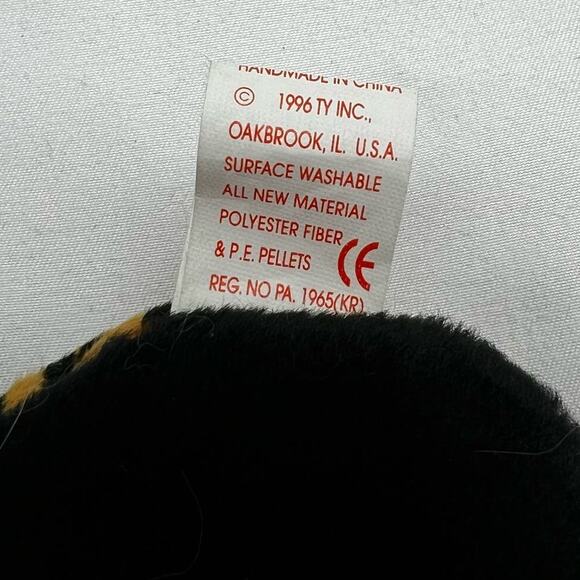 HANDMADE IN CHINA
© 1996 TY INC.,
OAKBROOK, IL. U.S.A.
SURFACE WASHABLE
ALL NEW MATERIAL
POLYESTER FIBER
& P.E. PELLETS
CE
REG. NO PA. 1965(KR)